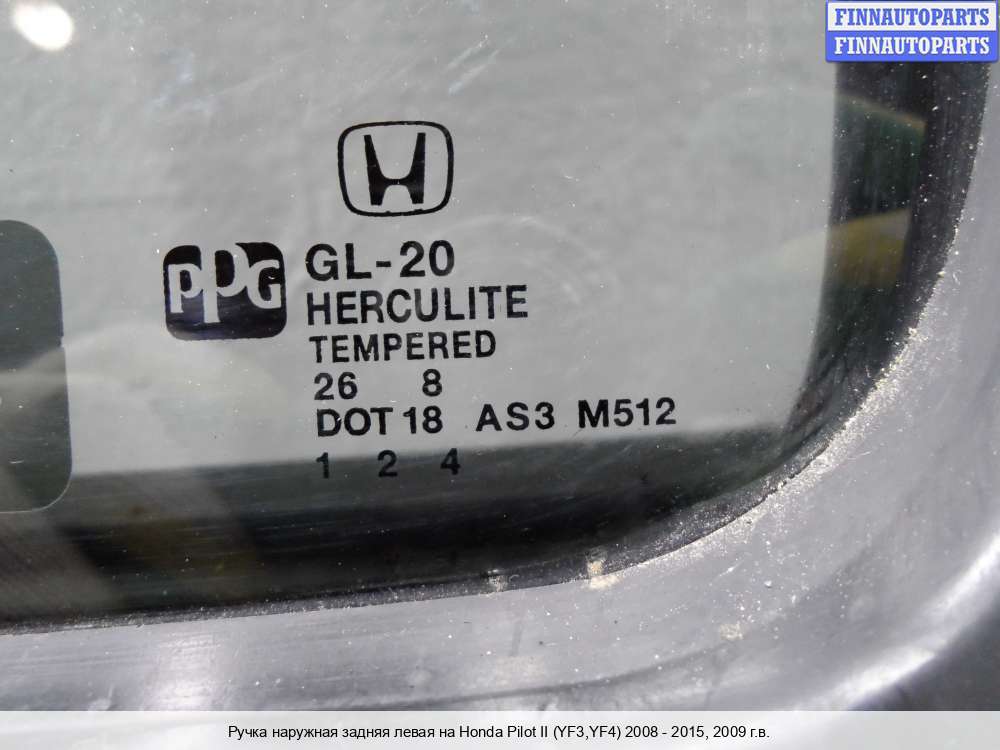 FINNAUTOPARTS
FINNAUTOPARTS
PPG
GL-20
HERCULITE
TEMPERED
26 8
DOT 18 AS3 M512
1 2 4
Ручка наружная задняя левая на Honda Pilot II (YF3,YF4) 2008 - 2015, 2009 г.в.